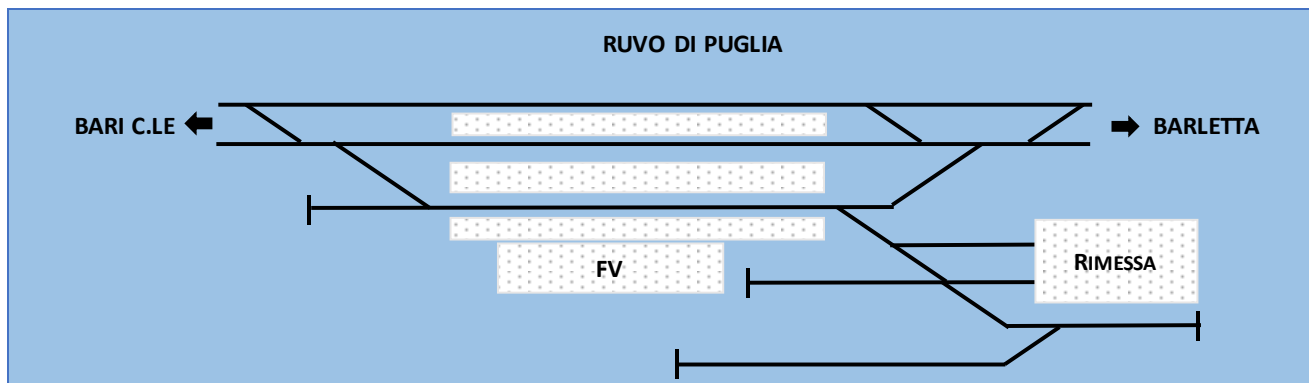 RUVO DI PUGLIA
BARI C.LE
BARLETTA
FV
RIMESSA